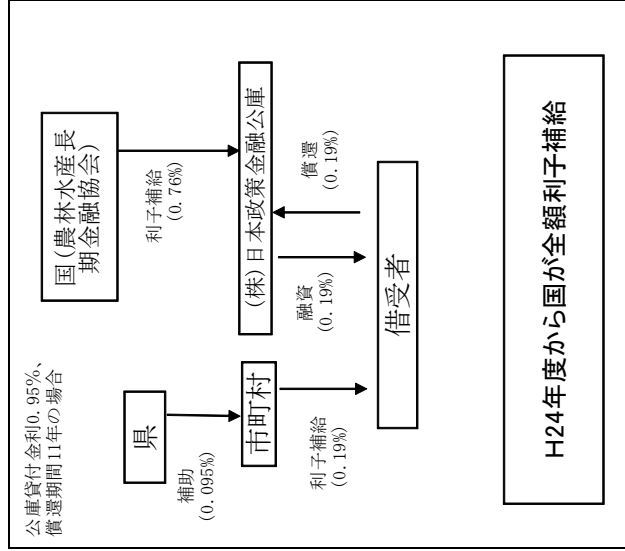 公庫貸付金利0.95%、
償還期間11年の場合
国(農林水産長
期金融協会)
県
利子補給
(0.76%)
補助
(0.095%)
(株)日本政策金融公庫
市町村
利子補給
(0.19%)
融資
(0.19%)
償還
(0.19%)
借受者
H24年度から国が全額利子補給